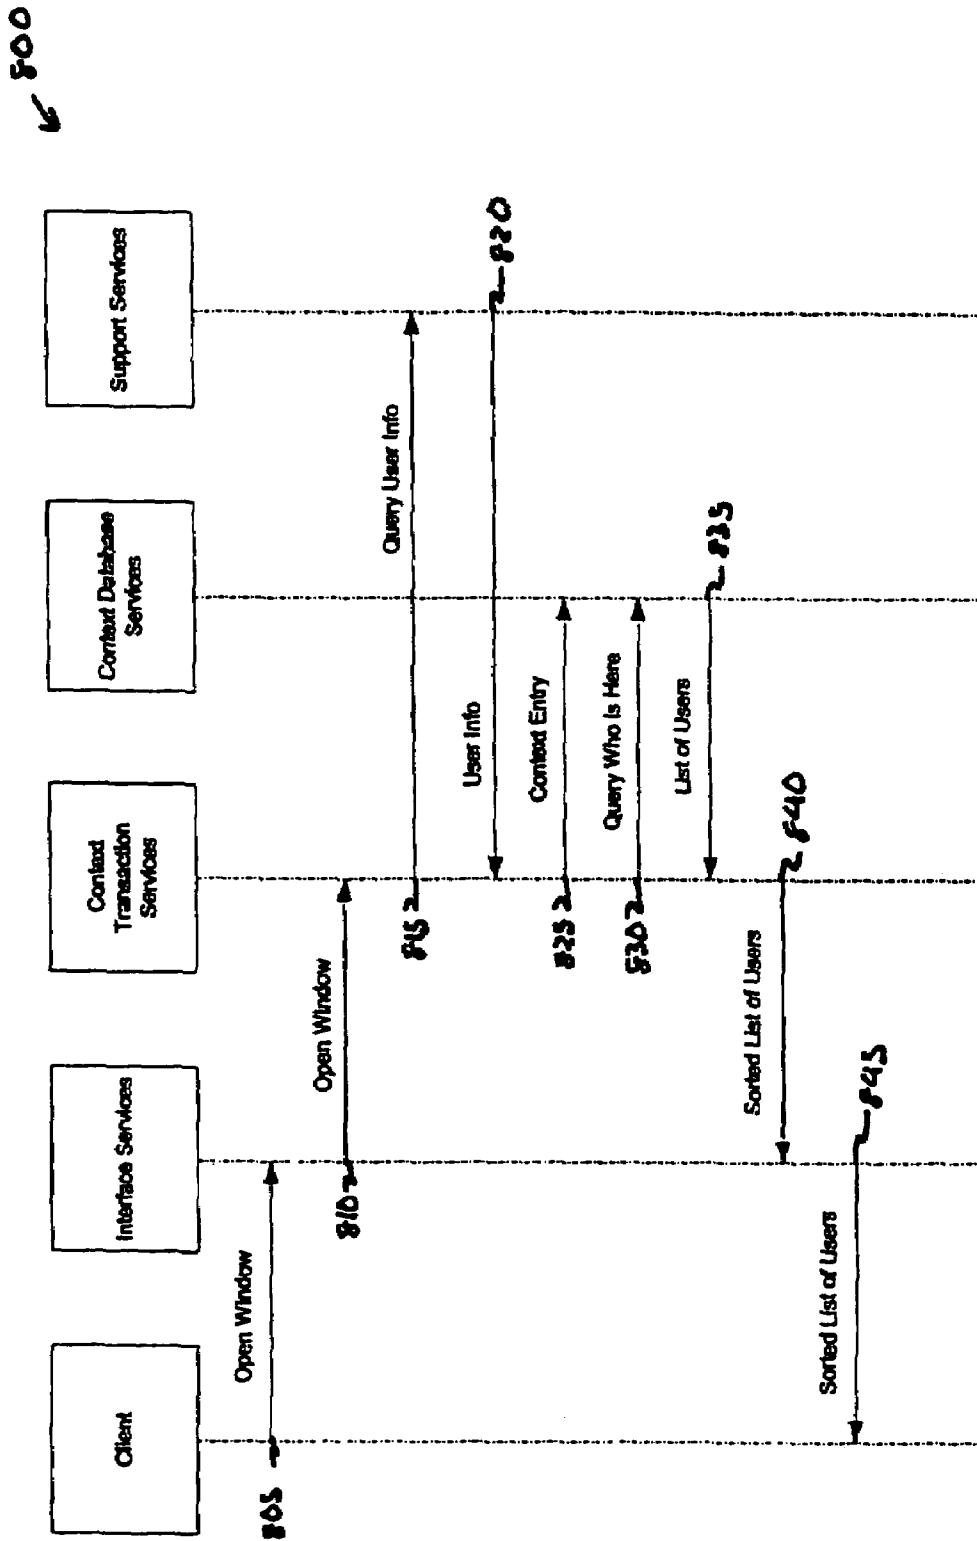 800
Client
Interface Services
Context
Transaction
Services
Context Database
Services
Support Services
805
Open Window
810
Open Window
815
Query User Info
820
User Info
825
Context Entry
830
Query Who Is Here
835
List of Users
840
Sorted List of Users
845
Sorted List of Users